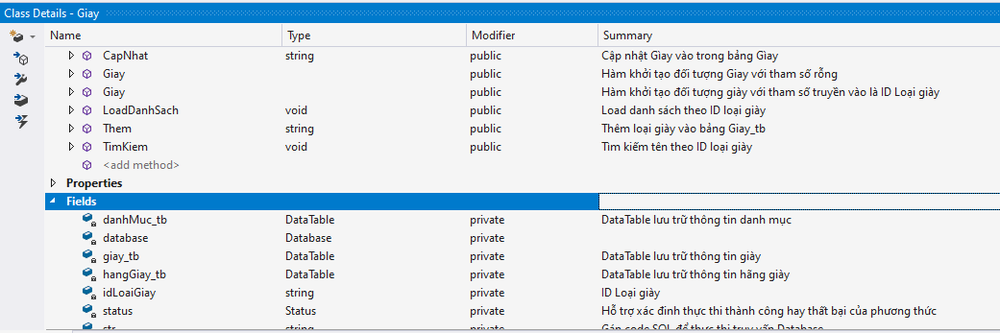 Class Details - Giay
Name Type Modifier Summary
CapNhat string public Cập nhật Giày vào trong bảng Giày
Giay public Hàm khởi tạo đối tượng Giay với tham số rỗng
Giay public Hàm khởi tạo đối tượng giày với tham số truyền vào là ID Loại giày
LoadDanhSach void public Load danh sách theo ID loại giày
Them string public Thêm loại giày vào bảng Giay_tb
TimKiem void public Tìm kiếm tên theo ID loại giày
<add method>
Properties
Fields
danhMuc_tb DataTable private DataTable lưu trữ thông tin danh mục
database Database private
giay_tb DataTable private DataTable lưu trữ thông tin giày
hangGiay_tb DataTable private DataTable lưu trữ thông tin hãng giày
idLoaiGiay string private ID Loại giày
status Status private Hỗ trợ xác đinh thực thi thành công hay thất bại của phương thức
str string private Gán code SQL để thực thi truy vấn Database